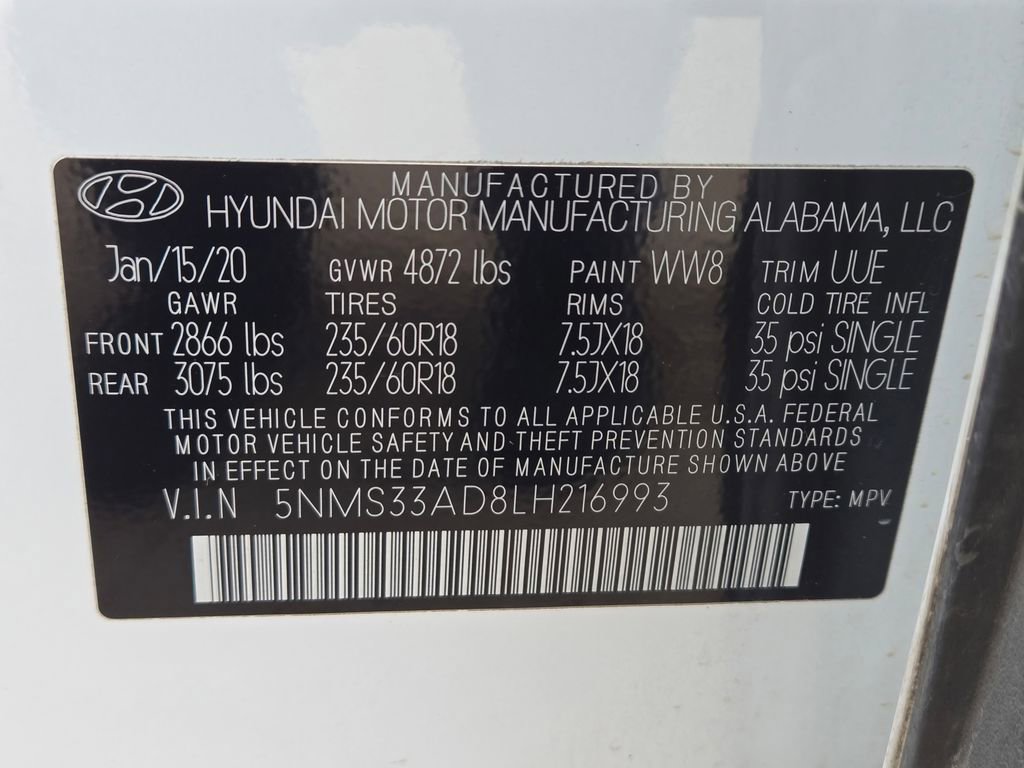 MANUFACTURED BY
HYUNDAI MOTOR MANUFACTURING ALABAMA, LLC
Jan/15/20 GVWR 4872 lbs PAINT WW8 TRIM UUE
GAWR TIRES RIMS COLD TIRE INFL
FRONT 2866 lbs 235/60R18 7.5JX18 35 psi SINGLE
REAR 3075 lbs 235/60R18 7.5JX18 35 psi SINGLE
THIS VEHICLE CONFORMS TO ALL APPLICABLE U.S.A. FEDERAL
MOTOR VEHICLE SAFETY AND THEFT PREVENTION STANDARDS
IN EFFECT ON THE DATE OF MANUFACTURE SHOWN ABOVE
V.I.N 5NMS33AD8LH216993 TYPE: MPV